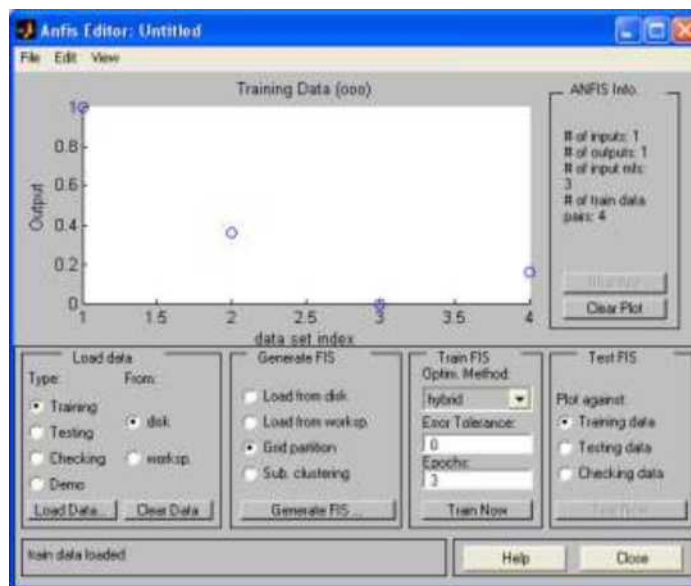 Anfis Editor: Untitled
File Edit View
Training Data (ooo)
ANFIS Info.
1
0.8
0.6
0.4
0.2
0
Output
1 1.5 2 2.5 3 3.5 4
data set index
# of inputs: 1
# of outputs: 1
# of input mfs:
3
# of train data
pairs: 4
Clear Plot
Load data
Type: From:
Training
Testing
Checking
Demo
disk
worksp.
Load Data... Clear Data
Generate FIS
Load from disk
Load from worksp.
Grid partition
Sub. clustering
Generate FIS ...
Train FIS
Optim. Method:
hybrid
Error Tolerance:
0
Epochs:
3
Train Now
Test FIS
Plot against:
Training data
Testing data
Checking data
Test Now
train data loaded
Help Close